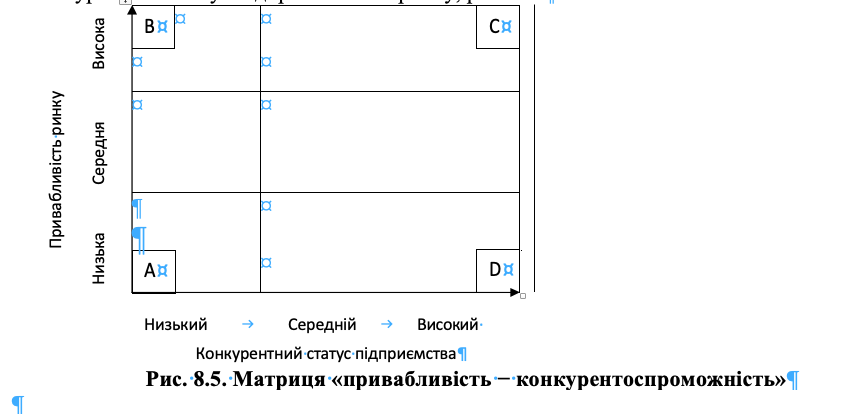 B C
Висока
Середня
Низька
Привабливість ринку
A D
Низький → Середній → Високий
Конкурентний статус підприємства
Рис. 8.5. Матриця «привабливість – конкурентоспроможність»